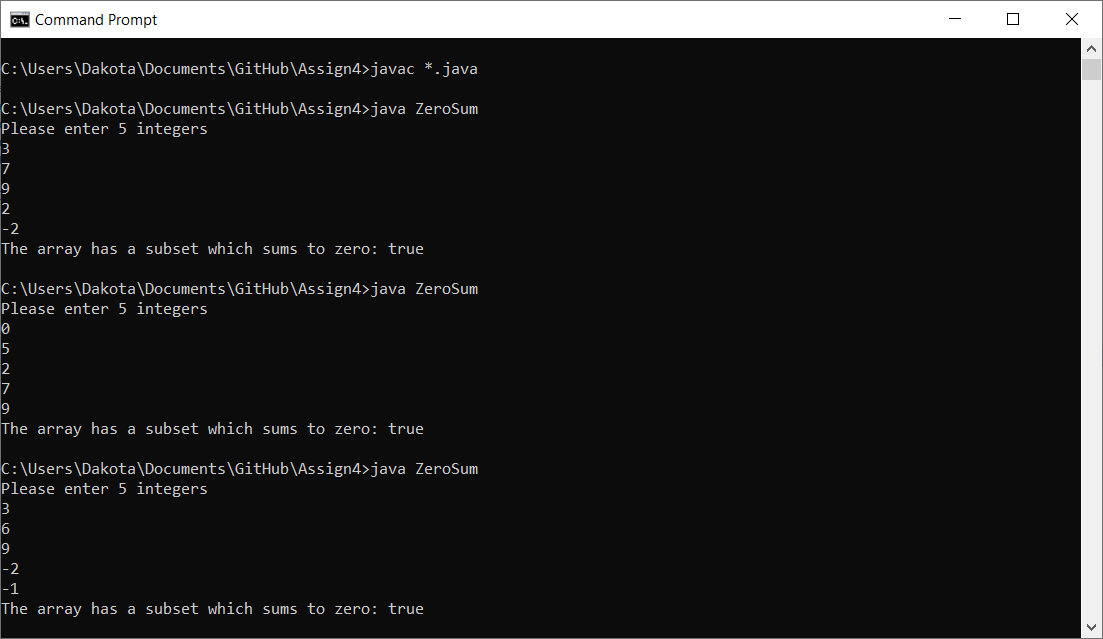 Command Prompt
C:\Users\Dakota\Documents\GitHub\Assign4>javac *.java
C:\Users\Dakota\Documents\GitHub\Assign4>java ZeroSum
Please enter 5 integers
3
7
9
2
-2
The array has a subset which sums to zero: true
C:\Users\Dakota\Documents\GitHub\Assign4>java ZeroSum
Please enter 5 integers
0
5
2
7
9
The array has a subset which sums to zero: true
C:\Users\Dakota\Documents\GitHub\Assign4>java ZeroSum
Please enter 5 integers
3
6
9
-2
-1
The array has a subset which sums to zero: true